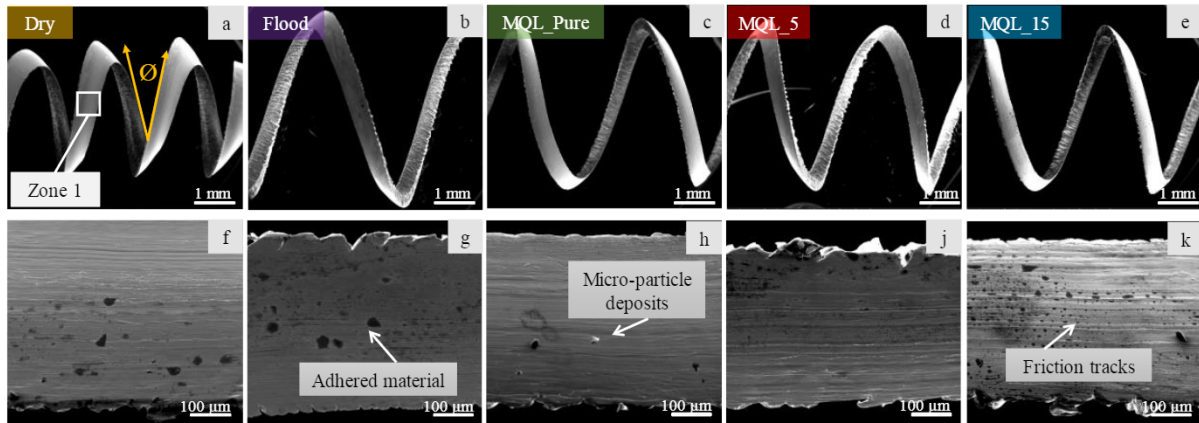 Dry
a
Ø
Zone 1
1 mm
Flood
b
1 mm
MQL_Pure
c
1 mm
MQL_5
d
1 mm
MQL_15
e
1 mm
f
100 µm
g
Adhered material
100 µm
h
Micro-particle
deposits
100 µm
j
100 µm
k
Friction tracks
100 µm